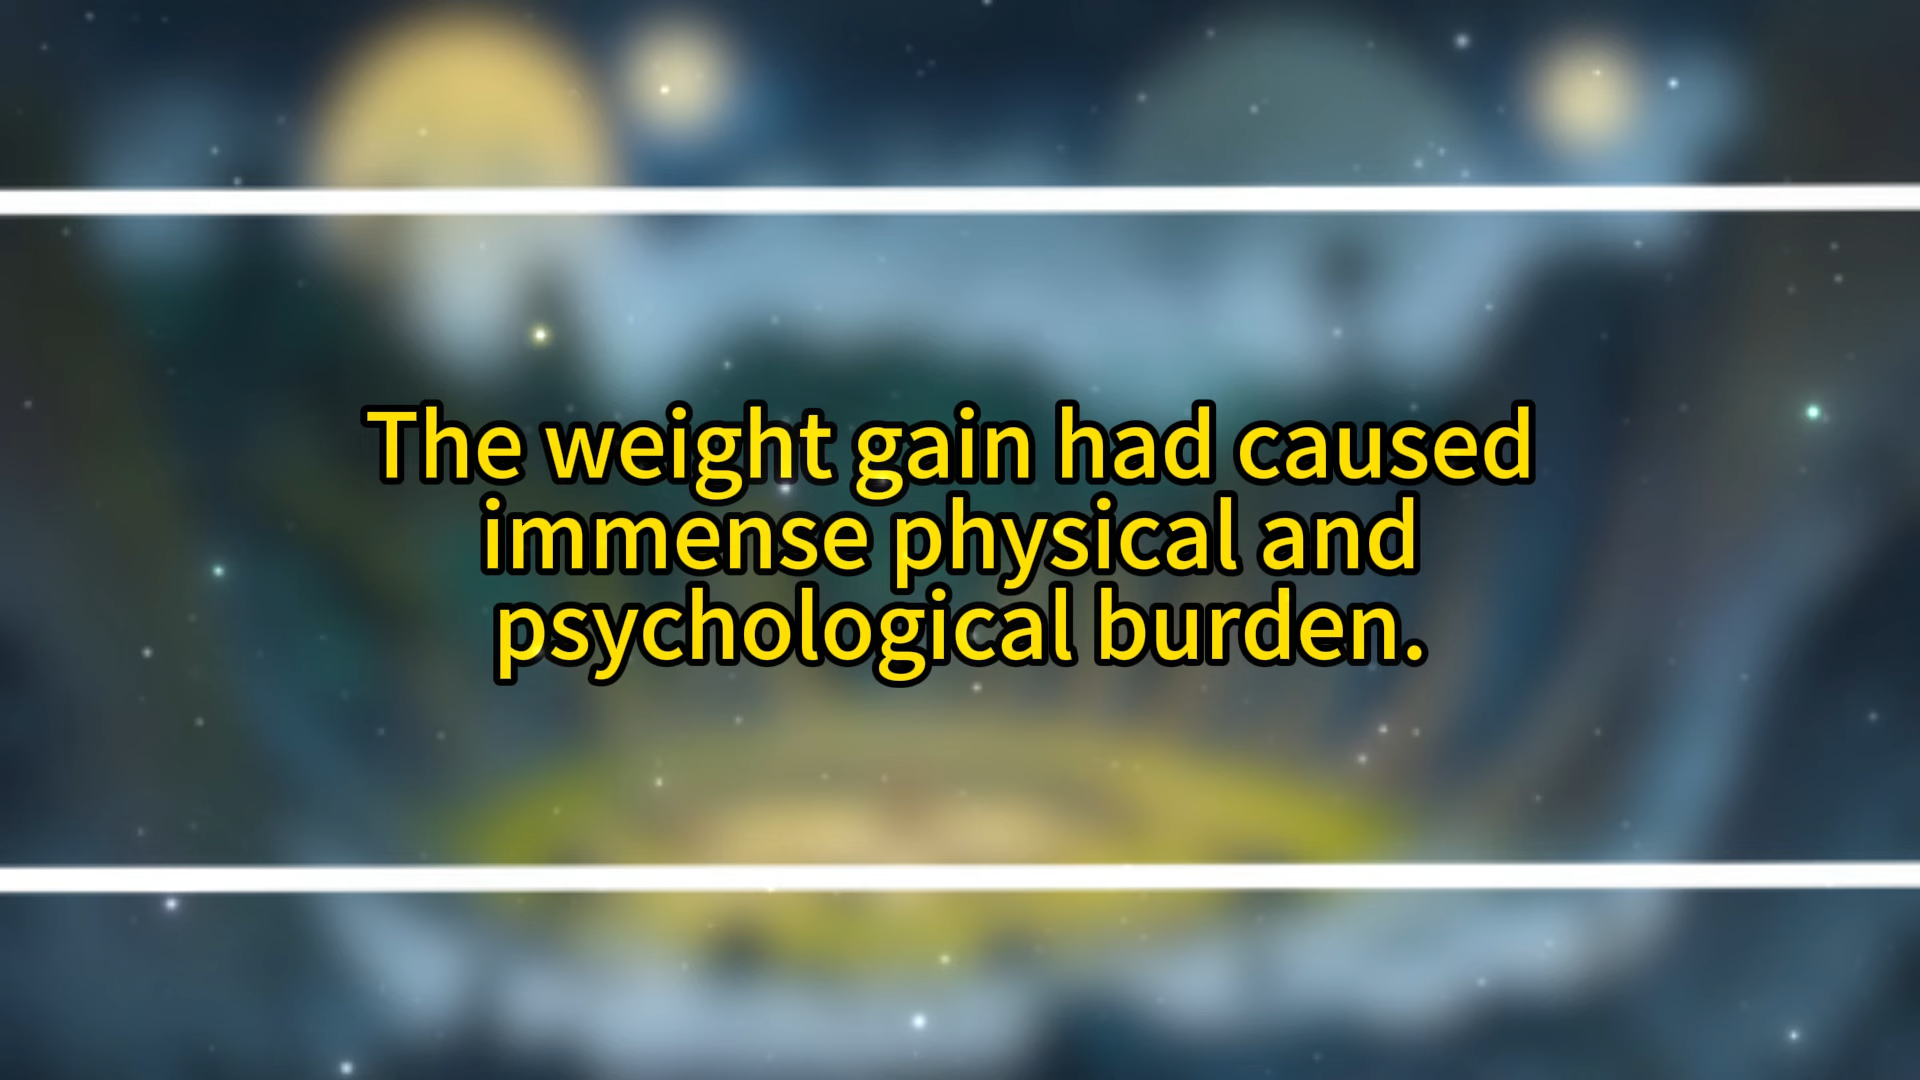 The weight gain had caused
immense physical and
psychological burden.